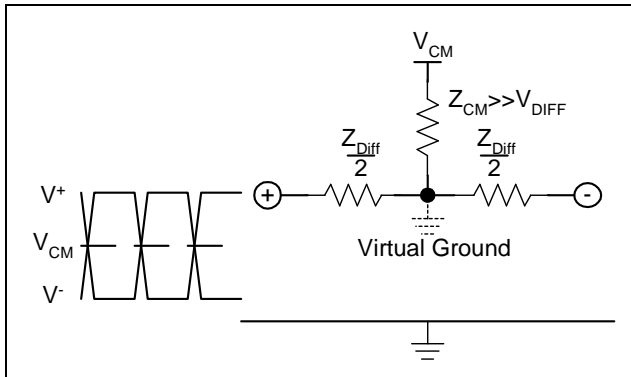 V_CM
Z_CM>>V_DIFF
Z_Diff
2
Z_Diff
2
V+
+
-
V_CM
Virtual Ground
V-